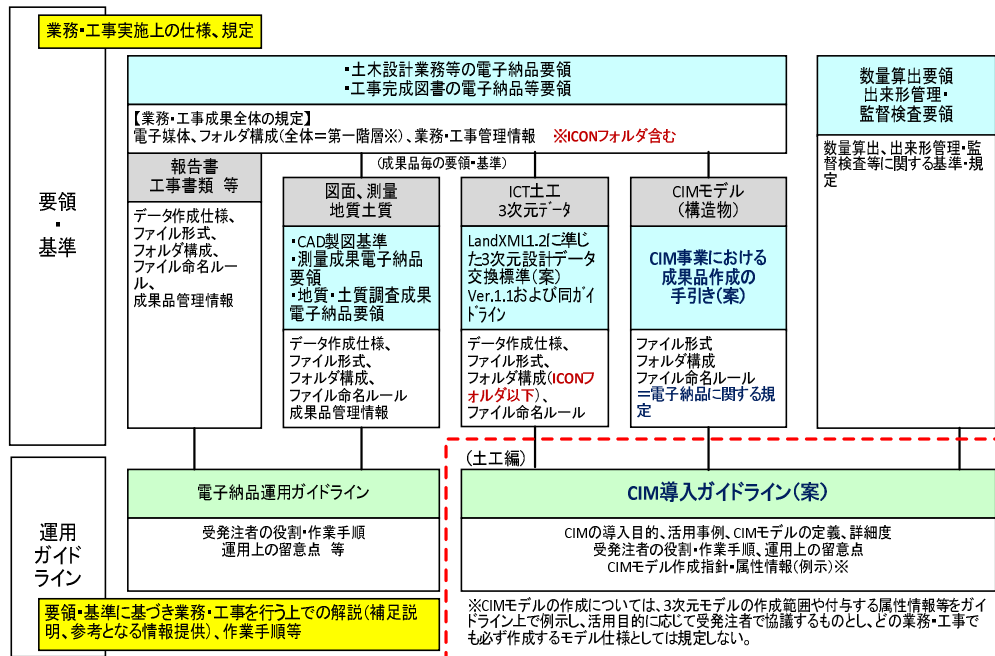 業務・工事実施上の仕様、規定
要領
・
基準
・土木設計業務等の電子納品要領
・工事完成図書の電子納品等要領
【業務・工事成果全体の規定】
電子媒体、フォルダ構成(全体＝第一階層※)、業務・工事管理情報　※ICONフォルダ含む
(成果品毎の要領・基準)
報告書
工事書類 等
データ作成仕様、
ファイル形式、
フォルダ構成、
ファイル命名ルー
ル、
成果品管理情報
図面、測量
地質土質
・CAD製図基準
・測量成果電子納品
要領
・地質・土質調査成果
電子納品要領
データ作成仕様、
ファイル形式、
フォルダ構成、
ファイル命名ルール
成果品管理情報
ICT土工
3次元データ
LandXML1.2に準じ
た3次元設計データ
交換標準(案)
Ver.1.1および同ガイ
ドライン
データ作成仕様、
ファイル形式、
フォルダ構成(ICONフ
ォルダ以下)、
ファイル命名ルール
CIMモデル
(構造物)
CIM事業における
成果品作成の
手引き(案)
ファイル形式
フォルダ構成
ファイル命名ルール
＝電子納品に関する規
定
数量算出要領
出来形管理・
監督検査要領
数量算出、出来形管理・監
督検査等に関する基準・規
定
運用
ガイド
ライン
電子納品運用ガイドライン
受発注者の役割・作業手順
運用上の留意点 等
要領・基準に基づき業務・工事を行う上での解説(補足説
明、参考となる情報提供)、作業手順等
(土工編)
CIM導入ガイドライン(案)
CIMの導入目的、活用事例、CIMモデルの定義、詳細度
受発注者の役割・作業手順、運用上の留意点
CIMモデル作成指針・属性情報(例示)※
※CIMモデルの作成については、3次元モデルの作成範囲や付与する属性情報等をガイ
ドライン上で例示し、活用目的に応じて受発注者で協議するものとし、どの業務・工事で
も必ず作成するモデル仕様としては規定しない。